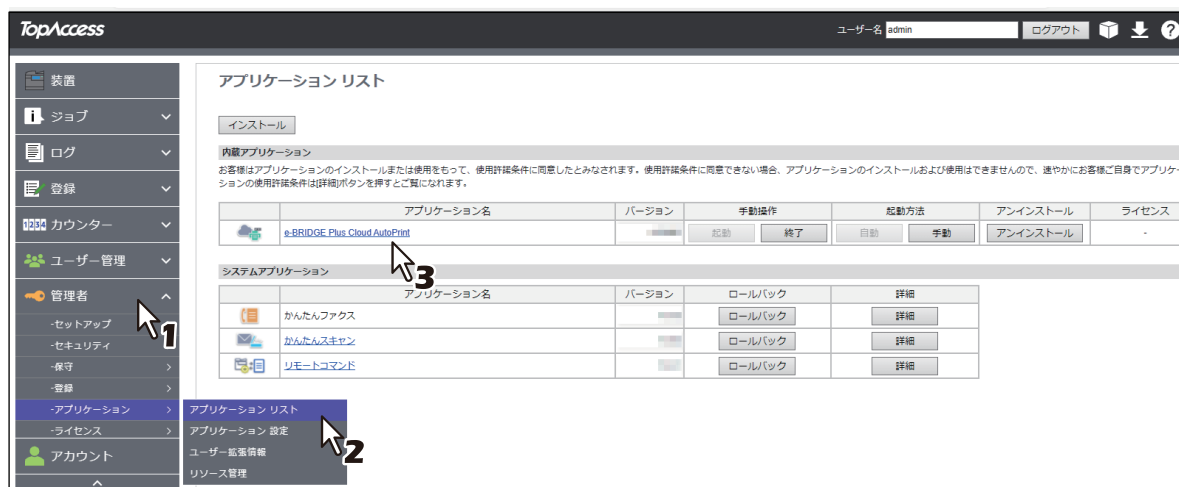 TopAccess
ユーザー名 admin ログアウト ?
装置
ジョブ
ログ
登録
1234 カウンター
ユーザー管理
管理者
1
-セットアップ
-セキュリティ
-保守
-登録
-アプリケーション
-ライセンス
アカウント
アプリケーション リスト
アプリケーション 設定
ユーザー拡張情報
リソース管理
2
アプリケーション リスト
インストール
内蔵アプリケーション
お客様はアプリケーションのインストールまたは使用をもって、使用許諾条件に同意したとみなされます。使用許諾条件に同意できない場合、アプリケーションのインストールおよび使用はできませんので、速やかにお客様ご自身でアプリケー
ションの使用許諾条件は[詳細]ボタンを押すとご覧になれます。
アプリケーション名 バージョン 手動操作 起動方法 アンインストール ライセンス
e-BRIDGE Plus Cloud AutoPrint 起動 終了 自動 手動 アンインストール -
3
システムアプリケーション
アプリケーション名 バージョン ロールバック 詳細
かんたんファクス ロールバック 詳細
かんたんスキャン ロールバック 詳細
リモートコマンド ロールバック 詳細